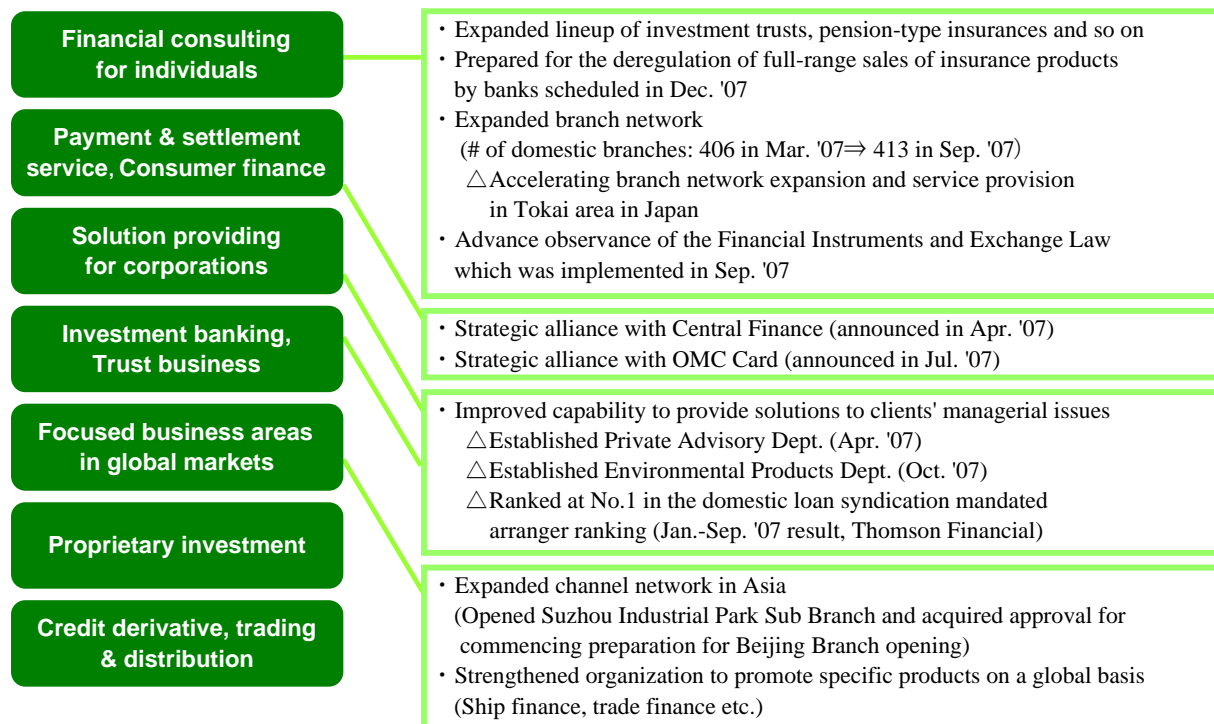 Financial consulting
for individuals
Payment & settlement
service, Consumer finance
Solution providing
for corporations
Investment banking,
Trust business
Focused business areas
in global markets
Proprietary investment
Credit derivative, trading
& distribution
・Expanded lineup of investment trusts, pension-type insurances and so on
・Prepared for the deregulation of full-range sales of insurance products
by banks scheduled in Dec. '07
・Expanded branch network
(# of domestic branches: 406 in Mar. '07⇒ 413 in Sep. '07)
△Accelerating branch network expansion and service provision
in Tokai area in Japan
・Advance observance of the Financial Instruments and Exchange Law
which was implemented in Sep. '07
・Strategic alliance with Central Finance (announced in Apr. '07)
・Strategic alliance with OMC Card (announced in Jul. '07)
・Improved capability to provide solutions to clients' managerial issues
△Established Private Advisory Dept. (Apr. '07)
△Established Environmental Products Dept. (Oct. '07)
△Ranked at No.1 in the domestic loan syndication mandated
arranger ranking (Jan.-Sep. '07 result, Thomson Financial)
・Expanded channel network in Asia
(Opened Suzhou Industrial Park Sub Branch and acquired approval for
commencing preparation for Beijing Branch opening)
・Strengthened organization to promote specific products on a global basis
(Ship finance, trade finance etc.)